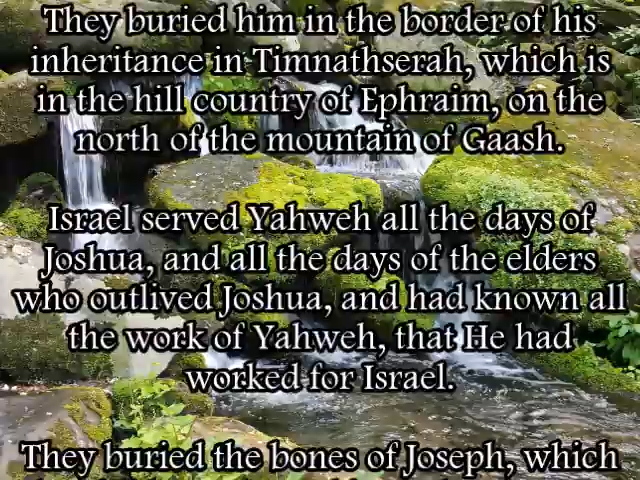 They buried him in the border of his
inheritance in Timnathserah, which is
in the hill country of Ephraim, on the
north of the mountain of Gaash.
Israel served Yahweh all the days of
Joshua, and all the days of the elders
who outlived Joshua, and had known all
the work of Yahweh, that He had
worked for Israel.
They buried the bones of Joseph, which